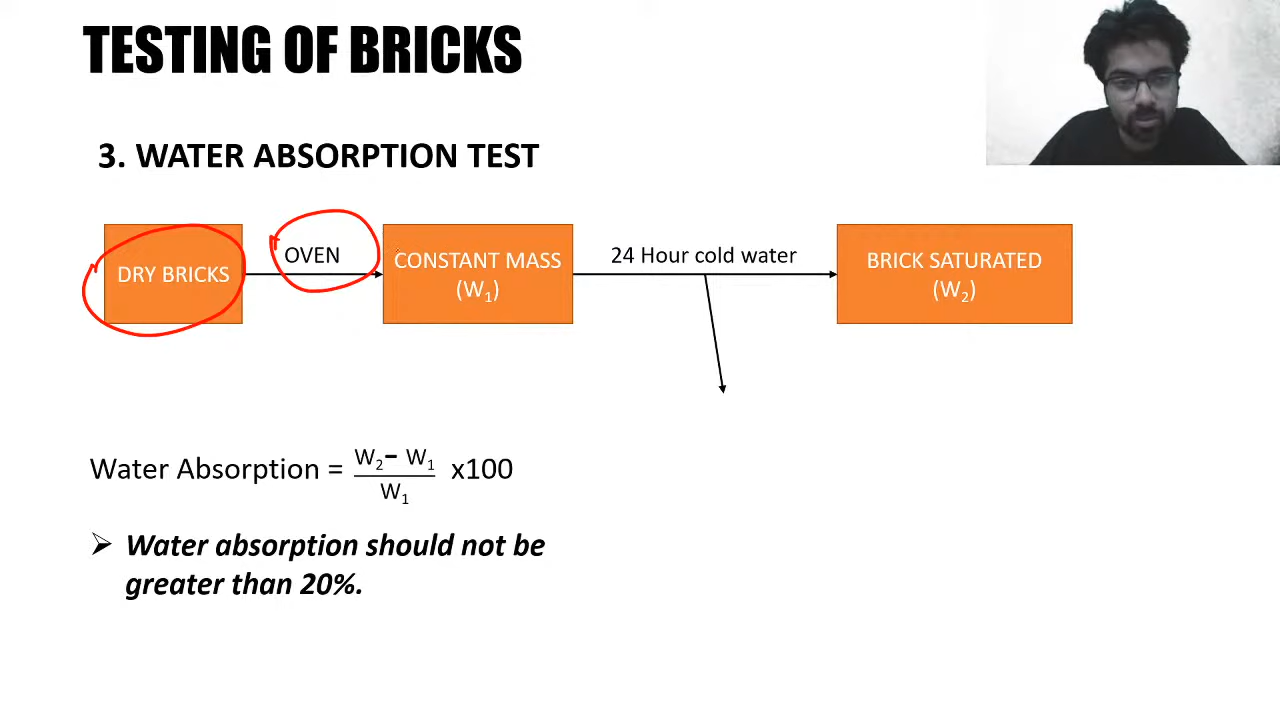 TESTING OF BRICKS
3. WATER ABSORPTION TEST
DRY BRICKS
OVEN
CONSTANT MASS
(W₁)
24 Hour cold water
BRICK SATURATED
(W₂)
Water Absorption = (W₂ − W₁)/W₁ x100
➢ Water absorption should not be
greater than 20%.